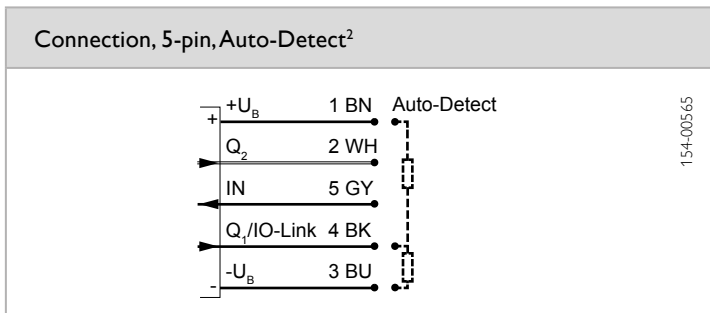 Connection, 5-pin, Auto-Detect²
+U_B 1 BN Auto-Detect
+
Q₂ 2 WH
IN 5 GY
Q₁/IO-Link 4 BK
-U_B 3 BU
-
154-00565